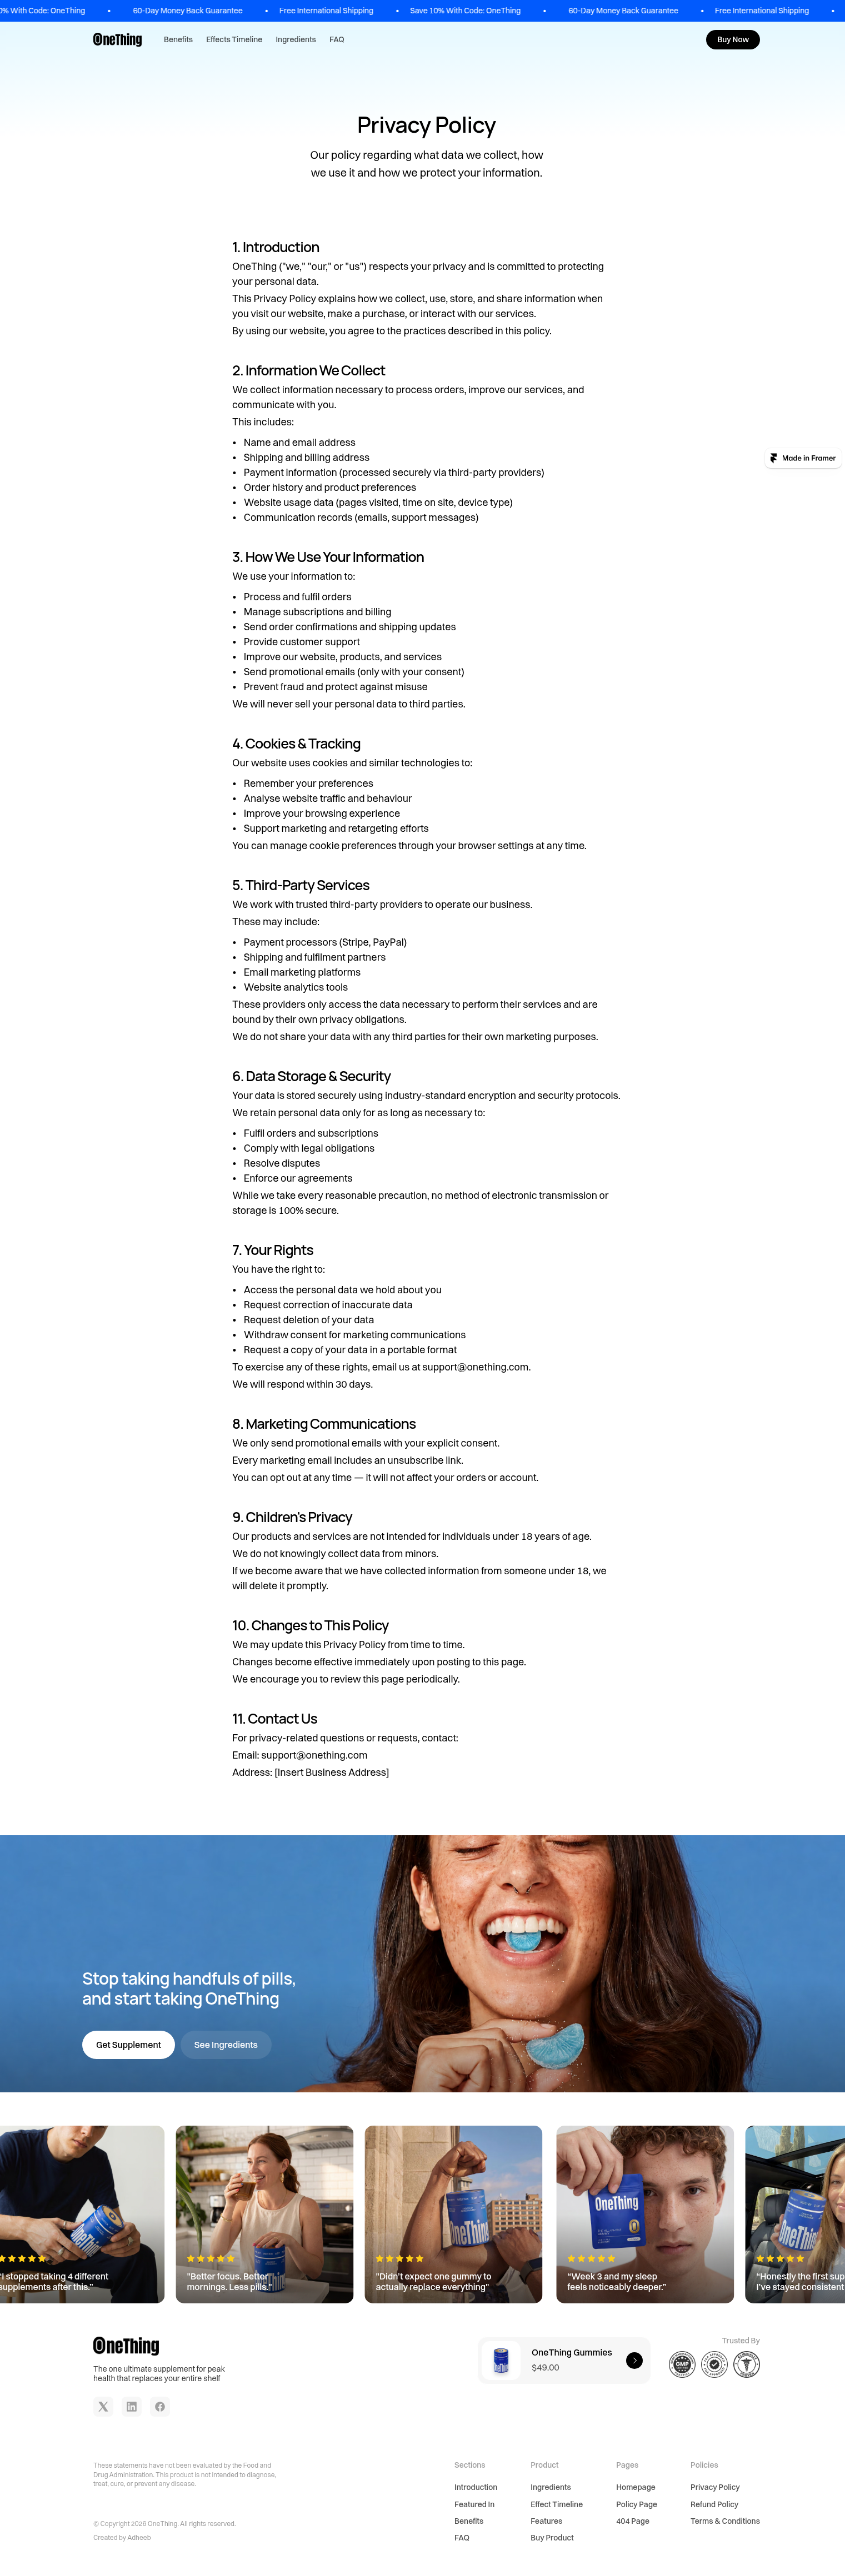 0% With Code: OneThing • 60-Day Money Back Guarantee • Free International Shipping • Save 10% With Code: OneThing • 60-Day Money Back Guarantee • Free International Shipping •
OneThing Benefits Effects Timeline Ingredients FAQ Buy Now
Privacy Policy
Our policy regarding what data we collect, how
we use it and how we protect your information.
1. Introduction
OneThing ("we," "our," or "us") respects your privacy and is committed to protecting
your personal data.
This Privacy Policy explains how we collect, use, store, and share information when
you visit our website, make a purchase, or interact with our services.
By using our website, you agree to the practices described in this policy.
2. Information We Collect
We collect information necessary to process orders, improve our services, and
communicate with you.
This includes:
• Name and email address
• Shipping and billing address
• Payment information (processed securely via third-party providers)
• Order history and product preferences
• Website usage data (pages visited, time on site, device type)
• Communication records (emails, support messages)
Made in Framer
3. How We Use Your Information
We use your information to:
• Process and fulfil orders
• Manage subscriptions and billing
• Send order confirmations and shipping updates
• Provide customer support
• Improve our website, products, and services
• Send promotional emails (only with your consent)
• Prevent fraud and protect against misuse
We will never sell your personal data to third parties.
4. Cookies & Tracking
Our website uses cookies and similar technologies to:
• Remember your preferences
• Analyse website traffic and behaviour
• Improve your browsing experience
• Support marketing and retargeting efforts
You can manage cookie preferences through your browser settings at any time.
5. Third-Party Services
We work with trusted third-party providers to operate our business.
These may include:
• Payment processors (Stripe, PayPal)
• Shipping and fulfilment partners
• Email marketing platforms
• Website analytics tools
These providers only access the data necessary to perform their services and are
bound by their own privacy obligations.
We do not share your data with any third parties for their own marketing purposes.
6. Data Storage & Security
Your data is stored securely using industry-standard encryption and security protocols.
We retain personal data only for as long as necessary to:
• Fulfil orders and subscriptions
• Comply with legal obligations
• Resolve disputes
• Enforce our agreements
While we take every reasonable precaution, no method of electronic transmission or
storage is 100% secure.
7. Your Rights
You have the right to:
• Access the personal data we hold about you
• Request correction of inaccurate data
• Request deletion of your data
• Withdraw consent for marketing communications
• Request a copy of your data in a portable format
To exercise any of these rights, email us at support@onething.com.
We will respond within 30 days.
8. Marketing Communications
We only send promotional emails with your explicit consent.
Every marketing email includes an unsubscribe link.
You can opt out at any time — it will not affect your orders or account.
9. Children's Privacy
Our products and services are not intended for individuals under 18 years of age.
We do not knowingly collect data from minors.
If we become aware that we have collected information from someone under 18, we
will delete it promptly.
10. Changes to This Policy
We may update this Privacy Policy from time to time.
Changes become effective immediately upon posting to this page.
We encourage you to review this page periodically.
11. Contact Us
For privacy-related questions or requests, contact:
Email: support@onething.com
Address: [Insert Business Address]
Stop taking handfuls of pills,
and start taking OneThing
Get Supplement See Ingredients
"I stopped taking 4 different
supplements after this."
"Better focus. Better
mornings. Less pills."
OneThing
"Didn't expect one gummy to
actually replace everything"
OneThing
"Week 3 and my sleep
feels noticeably deeper."
"Honestly the first sup
I've stayed consistent
OneThing
The one ultimate supplement for peak
health that replaces your entire shelf
OneThing Gummies
$49.00
Trusted By
GMP
These statements have not been evaluated by the Food and
Drug Administration. This product is not intended to diagnose,
treat, cure, or prevent any disease.
© Copyright 2026 OneThing. All rights reserved.
Created by Adheeb
Sections
Introduction
Featured In
Benefits
FAQ
Product
Ingredients
Effect Timeline
Features
Buy Product
Pages
Homepage
Policy Page
404 Page
Policies
Privacy Policy
Refund Policy
Terms & Conditions